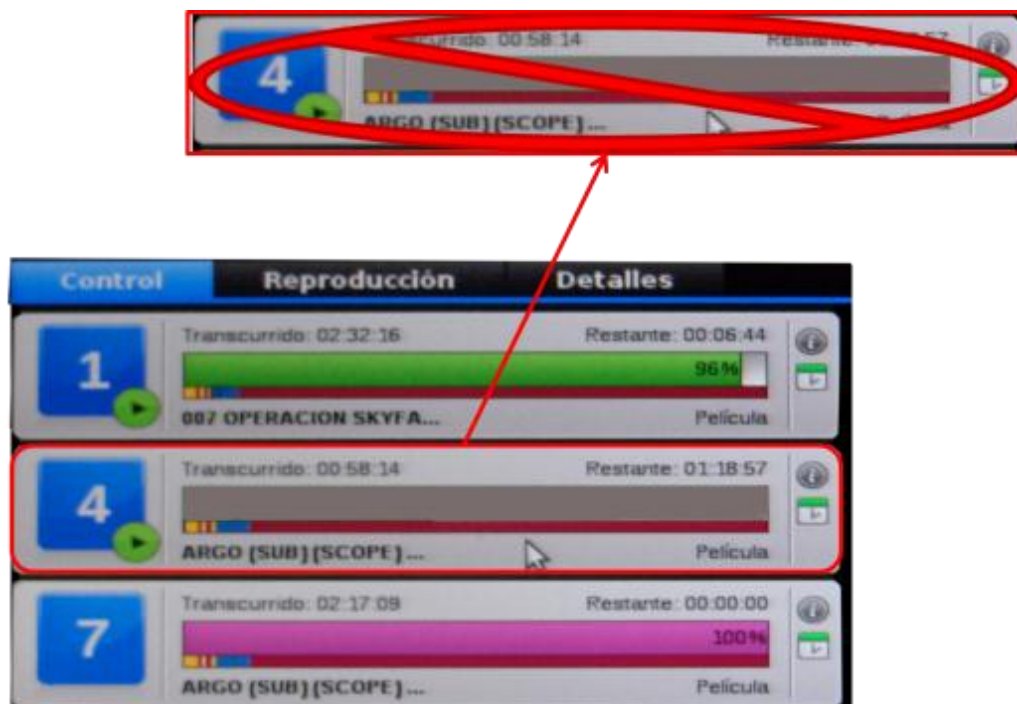 4
Transcurrido: 00:58:14
ARGO [SUB] [SCOPE] ...
Control Reproducción Detalles
1
Transcurrido: 02:32:16 Restante: 00:06:44
96%
007 OPERACION SKYFA... Película
4
Transcurrido: 00:58:14 Restante: 01:18:57
ARGO [SUB] [SCOPE] ... Película
7
Transcurrido: 02:17:09 Restante: 00:00:00
100%
ARGO [SUB] [SCOPE] ... Película